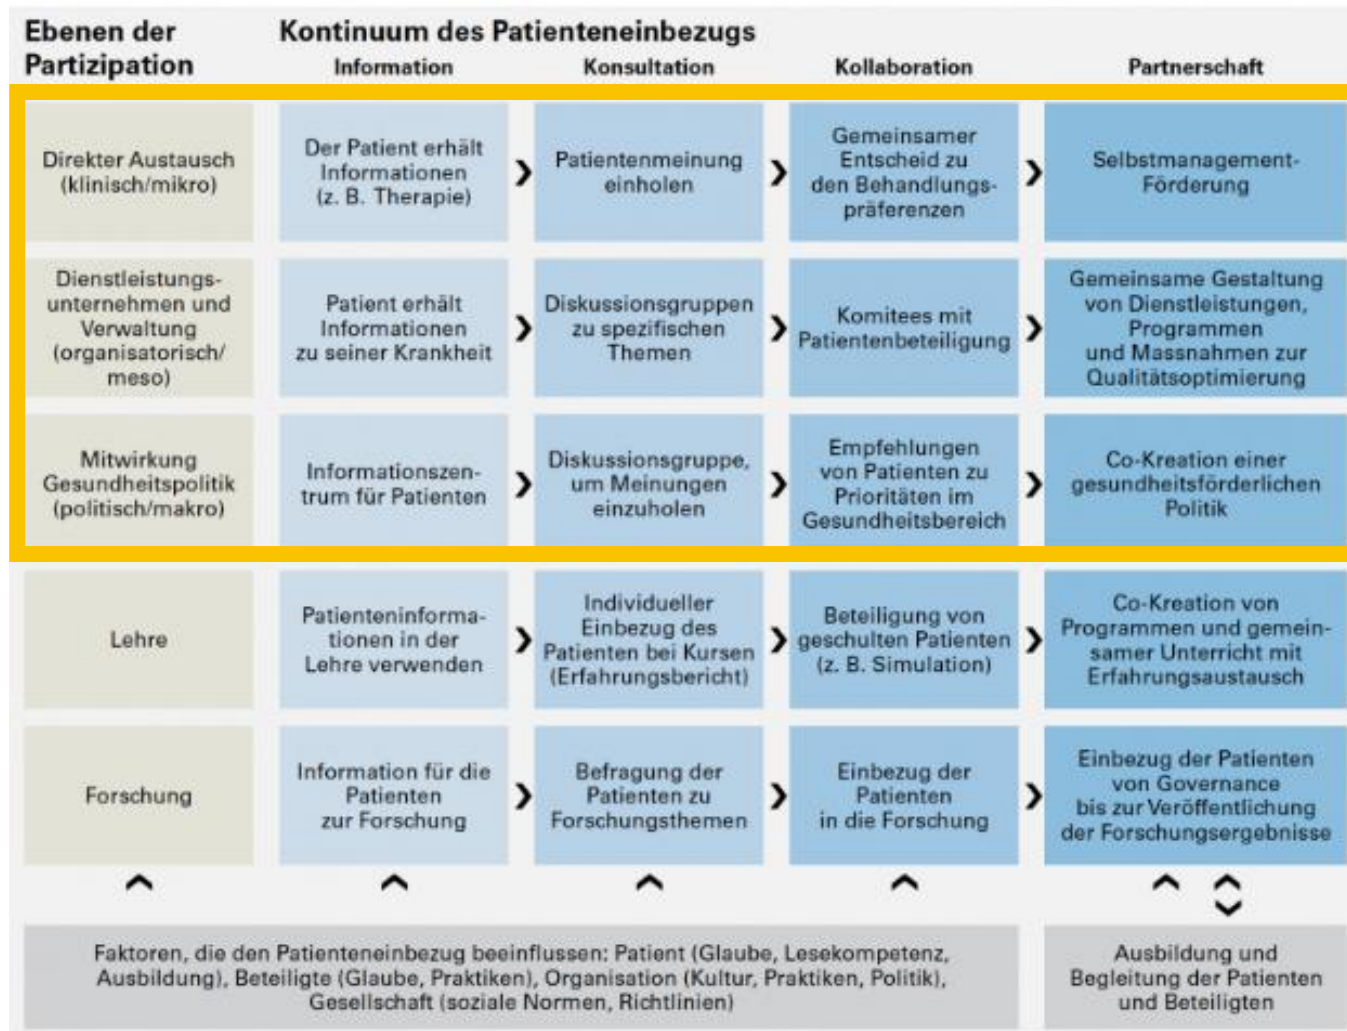 Ebenen der
Partizipation
Kontinuum des Patienteneinbezugs
Information
Konsultation
Kollaboration
Partnerschaft
Direkter Austausch
(klinisch/mikro)
Der Patient erhält
Informationen
(z. B. Therapie)
Patientenmeinung
einholen
Gemeinsamer
Entscheid zu
den Behandlungs-
präferenzen
Selbstmanagement-
Förderung
Dienstleistungs-
unternehmen und
Verwaltung
(organisatorisch/
meso)
Patient erhält
Informationen
zu seiner Krankheit
Diskussionsgruppen
zu spezifischen
Themen
Komitees mit
Patientenbeteiligung
Gemeinsame Gestaltung
von Dienstleistungen,
Programmen
und Massnahmen zur
Qualitätsoptimierung
Mitwirkung
Gesundheitspolitik
(politisch/makro)
Informationszen-
trum für Patienten
Diskussionsgruppe,
um Meinungen
einzuholen
Empfehlungen
von Patienten zu
Prioritäten im
Gesundheitsbereich
Co-Kreation einer
gesundheitsförderlichen
Politik
Lehre
Patienteninforma-
tionen in der
Lehre verwenden
Individueller
Einbezug des
Patienten bei Kursen
(Erfahrungsbericht)
Beteiligung von
geschulten Patienten
(z. B. Simulation)
Co-Kreation von
Programmen und gemein-
samer Unterricht mit
Erfahrungsaustausch
Forschung
Information für die
Patienten
zur Forschung
Befragung der
Patienten zu
Forschungsthemen
Einbezug der
Patienten
in die Forschung
Einbezug der Patienten
von Governance
bis zur Veröffentlichung
der Forschungsergebnisse
Faktoren, die den Patienteneinbezug beeinflussen: Patient (Glaube, Lesekompetenz,
Ausbildung), Beteiligte (Glaube, Praktiken), Organisation (Kultur, Praktiken, Politik),
Gesellschaft (soziale Normen, Richtlinien)
Ausbildung und
Begleitung der Patienten
und Beteiligten